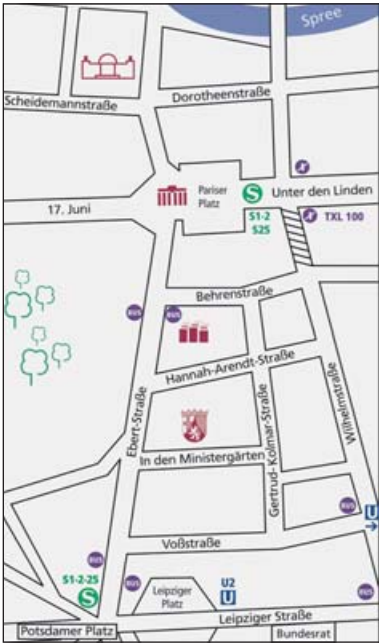 Spree
Scheidemannstraße
Dorotheenstraße
Pariser
Platz
S
Unter den Linden
17. Juni
S1-2
S25
TXL 100
Behrenstraße
BUS
BUS
Hannah-Arendt-Straße
Ebert-Straße
Gertrud-Kolmar-Straße
Wilhelmstraße
In den Ministergärten
BUS
U
Voßstraße
BUS
S1-2-25
S
BUS
Leipziger
Platz
U2
U
BUS
Potsdamer Platz
Leipziger Straße
Bundesrat